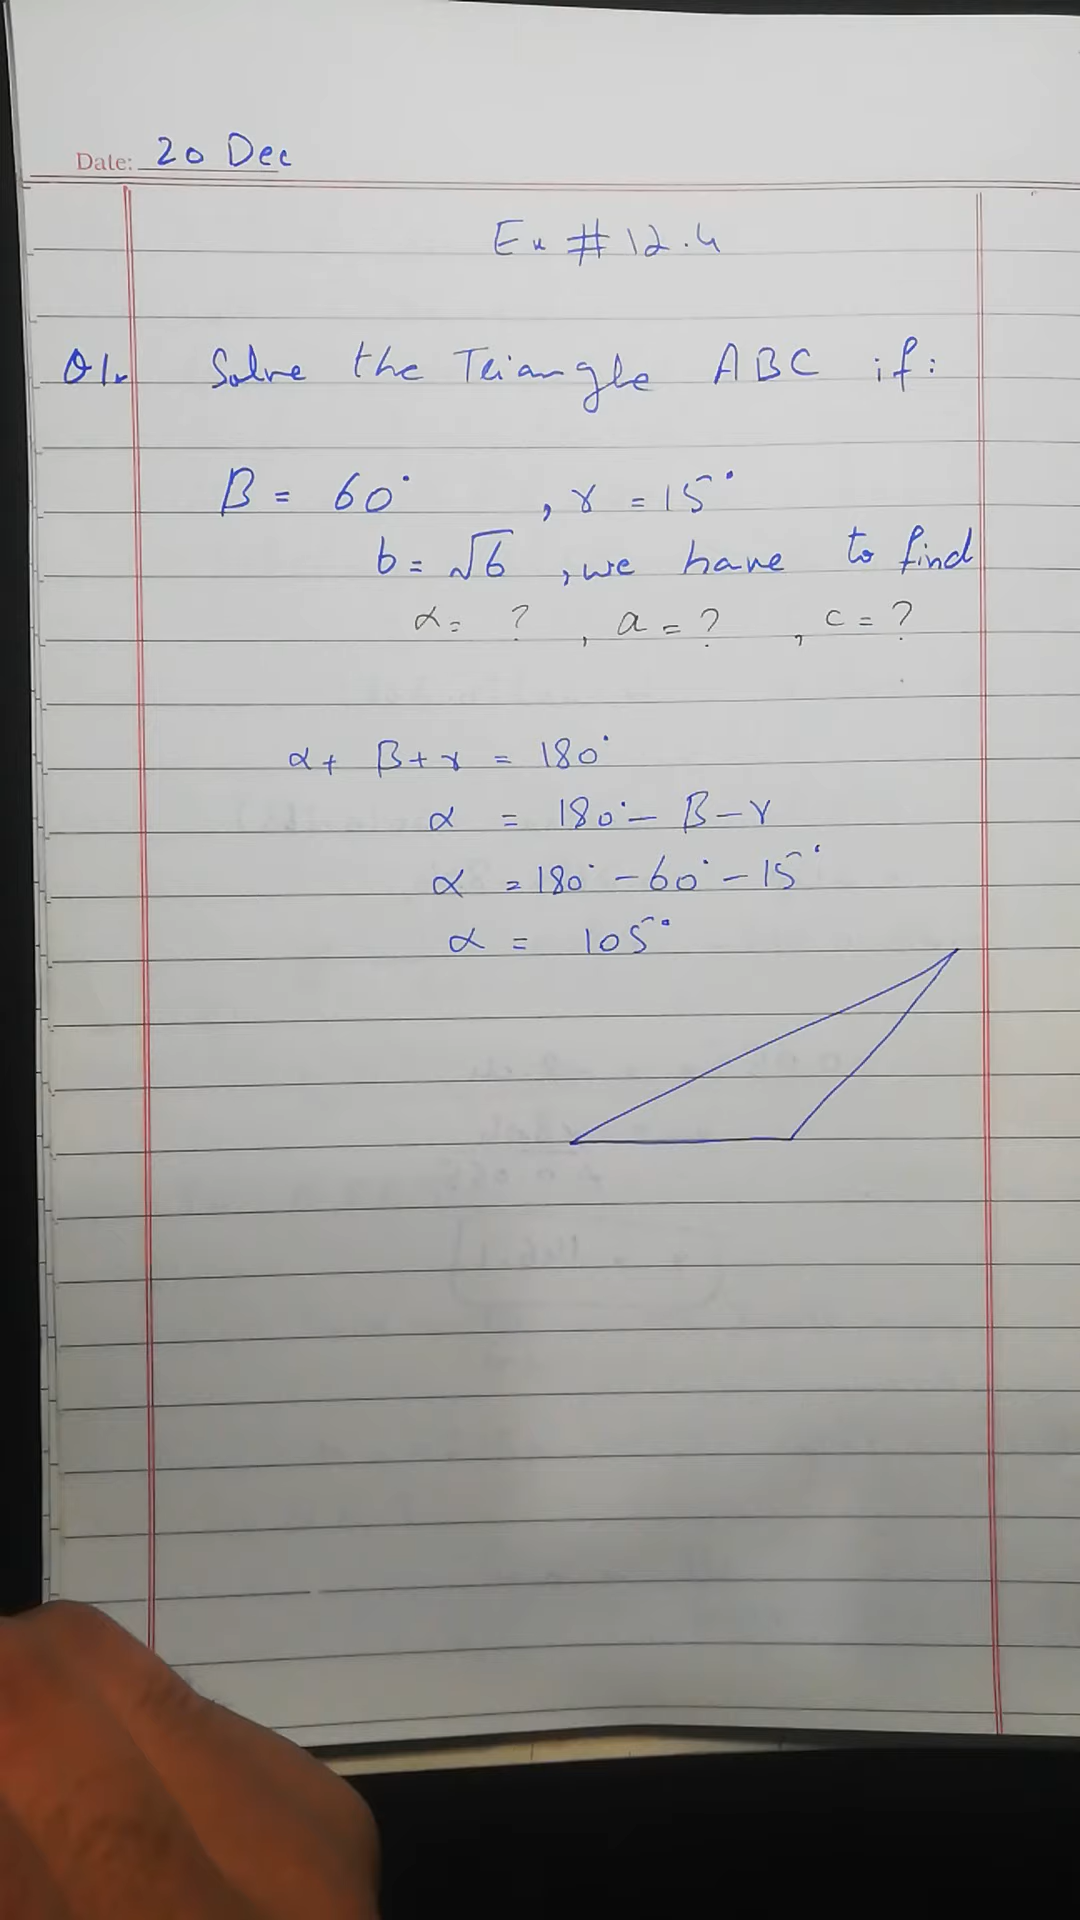 Date: 20 Dec
Ex # 12.4
Q1. Solve the Triangle ABC if:
β = 60° , γ = 15°
b = √6 , we have to find
α = ? , a = ? , c = ?
α + β + γ = 180°
α = 180° - β - γ
α = 180° - 60° - 15°
α = 105°